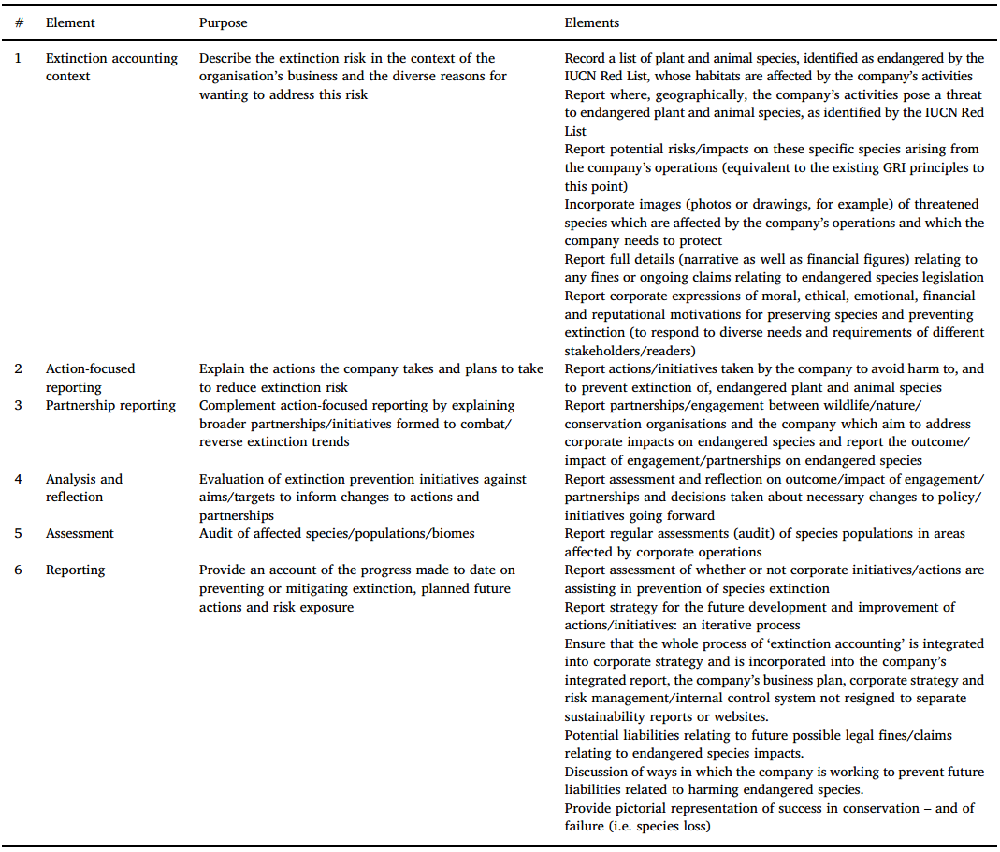 # Element Purpose Elements
1 Extinction accounting context
Describe the extinction risk in the context of the
organisation’s business and the diverse reasons for
wanting to address this risk
Record a list of plant and animal species, identified as endangered by the
IUCN Red List, whose habitats are affected by the company’s activities
Report where, geographically, the company’s activities pose a threat
to endangered plant and animal species, as identified by the IUCN Red
List
Report potential risks/impacts on these specific species arising from
the company’s operations (equivalent to the existing GRI principles to
this point)
Incorporate images (photos or drawings, for example) of threatened
species which are affected by the company’s operations and which the
company needs to protect
Report full details (narrative as well as financial figures) relating to
any fines or ongoing claims relating to endangered species legislation
Report corporate expressions of moral, ethical, emotional, financial
and reputational motivations for preserving species and preventing
extinction (to respond to diverse needs and requirements of different
stakeholders/readers)
2 Action-focused
reporting
Explain the actions the company takes and plans to take
to reduce extinction risk
Report actions/initiatives taken by the company to avoid harm to, and
to prevent extinction of, endangered plant and animal species
3 Partnership reporting
Complement action-focused reporting by explaining
broader partnerships/initiatives formed to combat/
reverse extinction trends
Report partnerships/engagement between wildlife/nature/
conservation organisations and the company which aim to address
corporate impacts on endangered species and report the outcome/
impact of engagement/partnerships on endangered species
4 Analysis and
reflection
Evaluation of extinction prevention initiatives against
aims/targets to inform changes to actions and
partnerships
Report assessment and reflection on outcome/impact of engagement/
partnerships and decisions taken about necessary changes to policy/
initiatives going forward
5 Assessment
Audit of affected species/populations/biomes
Report regular assessments (audit) of species populations in areas
affected by corporate operations
6 Reporting
Provide an account of the progress made to date on
preventing or mitigating extinction, planned future
actions and risk exposure
Report assessment of whether or not corporate initiatives/actions are
assisting in prevention of species extinction
Report strategy for the future development and improvement of
actions/initiatives: an iterative process
Ensure that the whole process of ‘extinction accounting’ is integrated
into corporate strategy and is incorporated into the company’s
integrated report, the company’s business plan, corporate strategy and
risk management/internal control system not resigned to separate
sustainability reports or websites.
Potential liabilities relating to future possible legal fines/claims
relating to endangered species impacts.
Discussion of ways in which the company is working to prevent future
liabilities related to harming endangered species.
Provide pictorial representation of success in conservation – and of
failure (i.e. species loss)